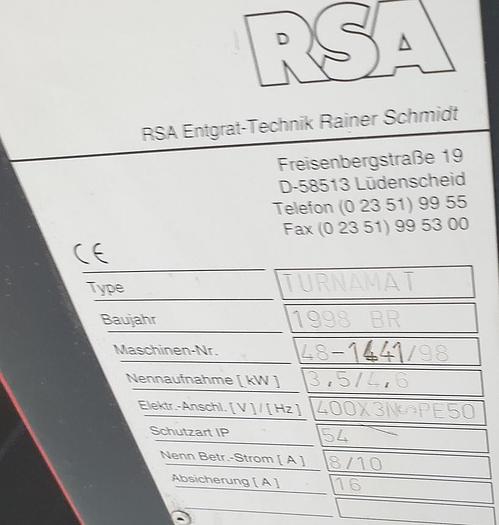 RSA
RSA Entgrat-Technik Rainer Schmidt
Freisenbergstraße 19
D-58513 Lüdenscheid
Telefon (0 23 51) 99 55
Fax (0 23 51) 99 53 00
CE
Type TURNAMAT
Baujahr 1998 BR
Maschinen-Nr. 48-1441/98
Nennaufnahme [ kW ] 3,5/4,6
Elektr.-Anschl. [ V ] / [ Hz ] 400X3N~PE50
Schutzart IP 54
Nenn Betr.-Strom [ A ] 8/10
Absicherung [ A ] 16